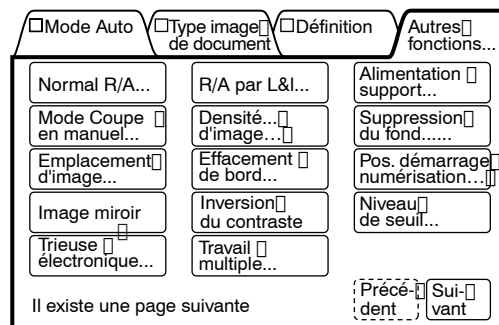 Mode Auto
Type image
de document
Définition
Autres
fonctions...
Normal R/A...
R/A par L&I...
Alimentation
support...
Mode Coupe
en manuel...
Densité...
d'image...
Suppression
du fond......
Emplacement
d'image...
Effacement
de bord...
Pos. démarrage
numérisation...
Image miroir
Inversion
du contraste
Niveau
de seuil...
Trieuse
électronique...
Travail
multiple...
Il existe une page suivante
Précé-
dent
Sui-
vant